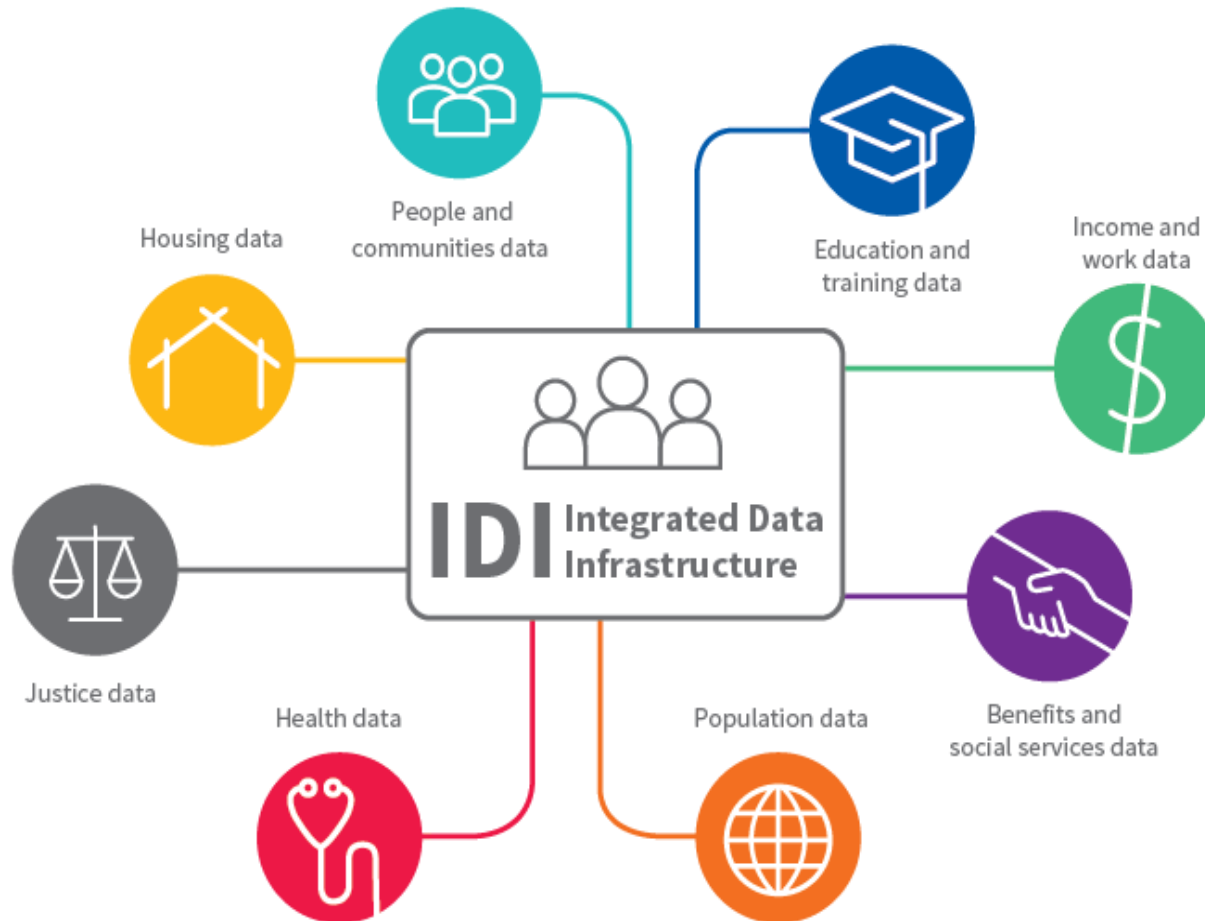 People and
communities data
Education and
training data
Income and
work data
Housing data
IDI
Integrated Data
Infrastructure
Justice data
Health data
Population data
Benefits and
social services data